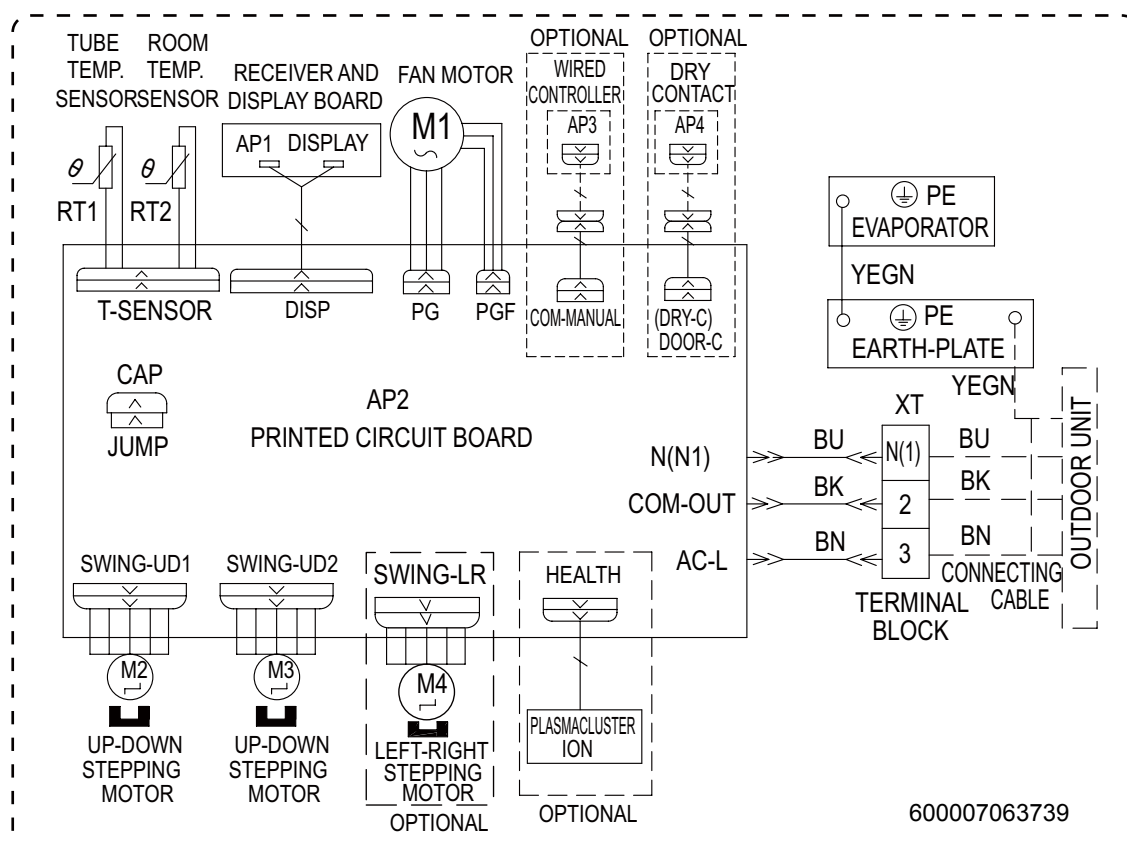 TUBE
TEMP.
SENSOR
ROOM
TEMP.
SENSOR
RECEIVER AND
DISPLAY BOARD
FAN MOTOR
OPTIONAL
WIRED
CONTROLLER
OPTIONAL
DRY
CONTACT
AP1 DISPLAY
M1
AP3
AP4
θ
θ
RT1
RT2
PE
EVAPORATOR
YEGN
PE
EARTH-PLATE
YEGN
T-SENSOR
DISP
PG
PGF
COM-MANUAL
(DRY-C)
DOOR-C
CAP
JUMP
AP2
PRINTED CIRCUIT BOARD
XT
N(N1)
BU
N(1)
BU
COM-OUT
BK
2
BK
AC-L
BN
3
BN
OUTDOOR UNIT
CONNECTING
CABLE
TERMINAL
BLOCK
SWING-UD1
SWING-UD2
SWING-LR
HEALTH
M2
M3
M4
PLASMACLUSTER
ION
UP-DOWN
STEPPING
MOTOR
UP-DOWN
STEPPING
MOTOR
LEFT-RIGHT
STEPPING
MOTOR
OPTIONAL
OPTIONAL
600007063739